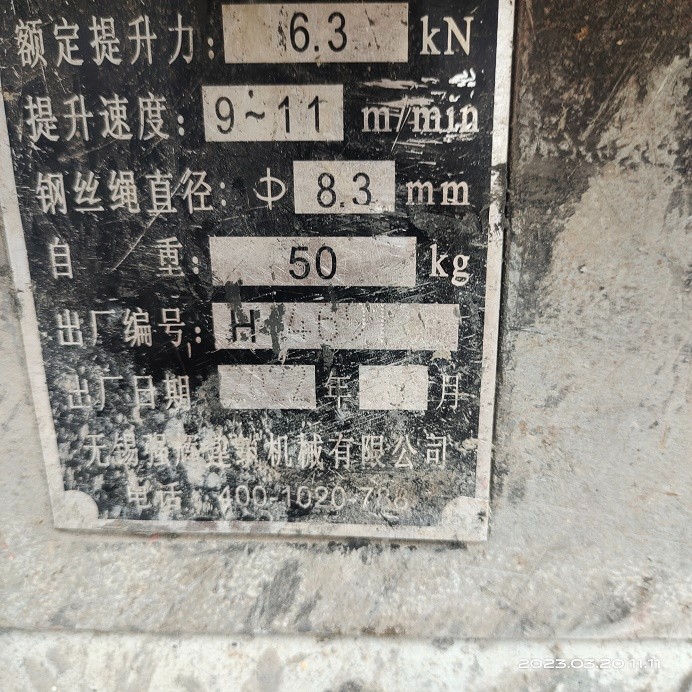 额定提升力: 6.3 kN
提升速度: 9~11 m/min
钢丝绳直径: Φ 8.3 mm
自 重: 50 kg
出厂编号: H
出厂日期 年 月
无锡 机械有限公司
电话: 400-1020-
2023.03.20 11:11